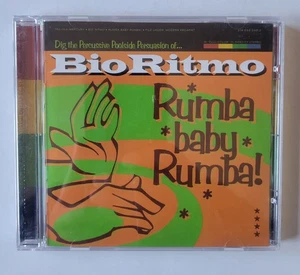 Dig the Percussive Poolside Persuasion of...
BioRitmo
Rumba
baby
Rumba!